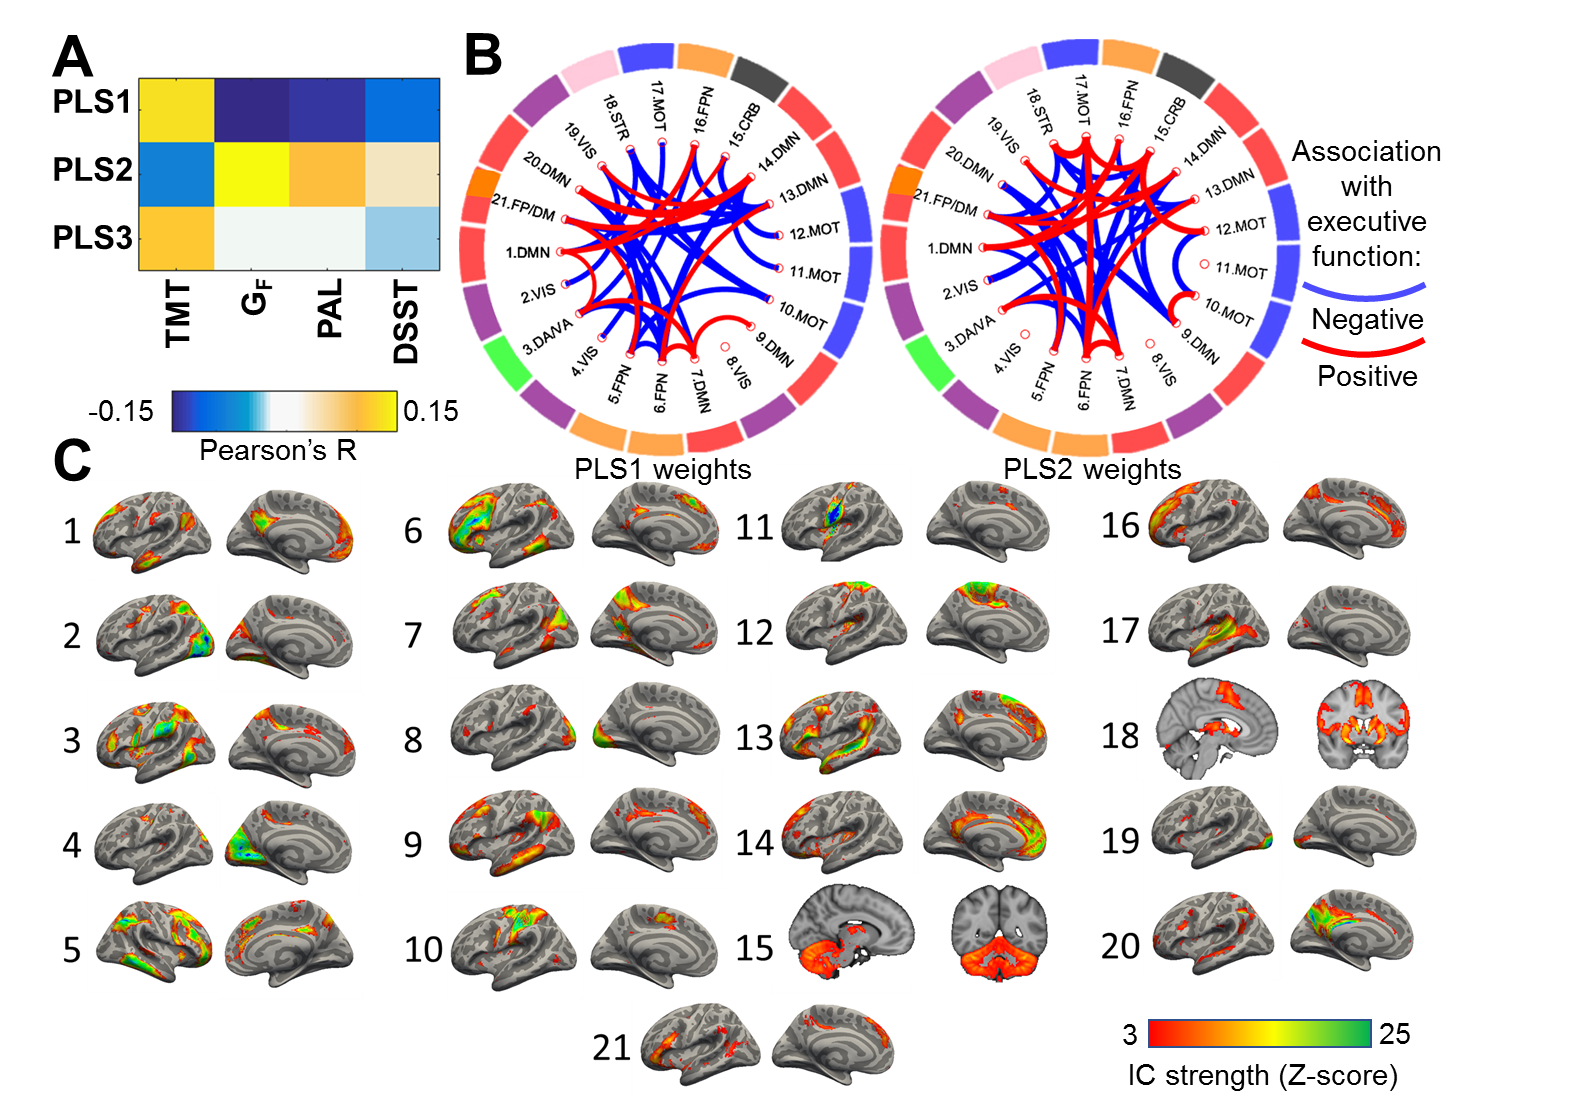 A
PLS1
PLS2
PLS3
TMT
GF
PAL
DSST
-0.15
0.15
Pearson's R
B
1.DMN
2.VIS
3.DA/VA
4.VIS
5.FPN
6.FPN
7.DMN
8.VIS
9.DMN
10.MOT
11.MOT
12.MOT
13.DMN
14.DMN
15.CRB
16.FPN
17.MOT
18.STR
19.VIS
20.DMN
21.FP/DM
PLS1 weights
1.DMN
2.VIS
3.DA/VA
4.VIS
5.FPN
6.FPN
7.DMN
8.VIS
9.DMN
10.MOT
11.MOT
12.MOT
13.DMN
14.DMN
15.CRB
16.FPN
17.MOT
18.STR
19.VIS
20.DMN
21.FP/DM
PLS2 weights
Association
with
executive
function:
Negative
Positive
C
1
2
3
4
5
6
7
8
9
10
11
12
13
14
15
16
17
18
19
20
21
3
25
IC strength (Z-score)